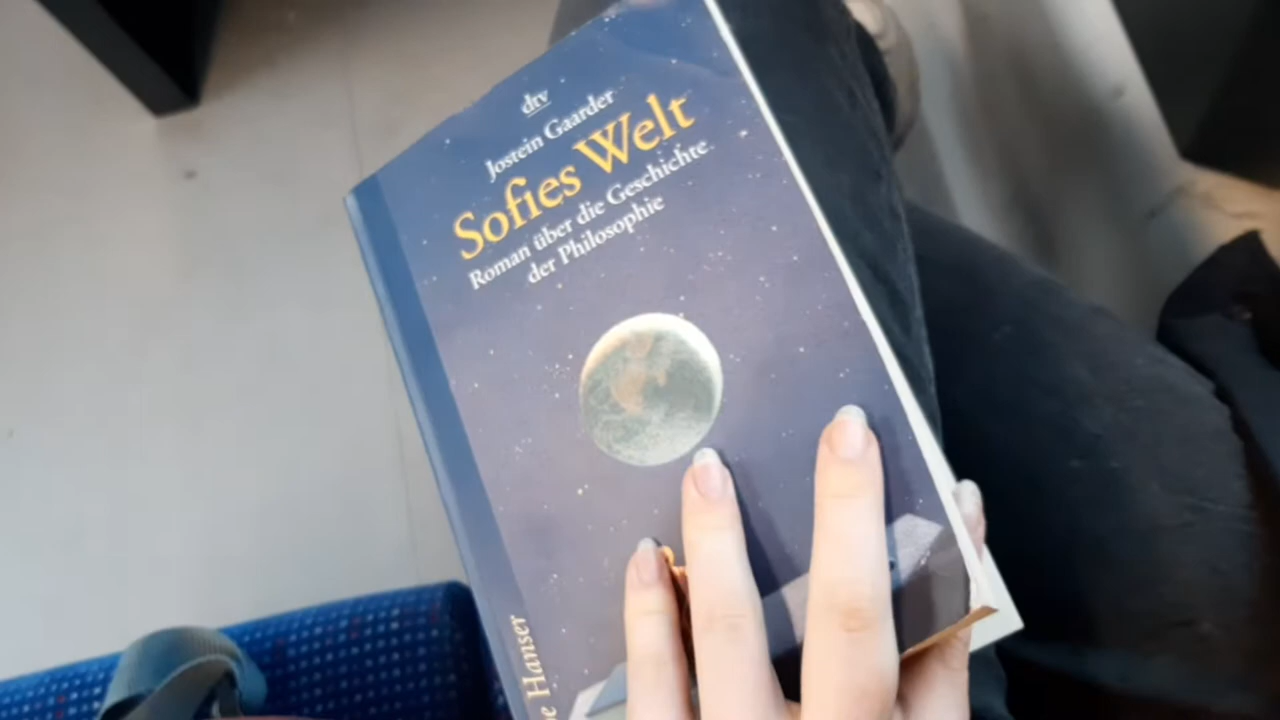 dtv
Jostein Gaarder
Sofies Welt
Roman über die Geschichte
der Philosophie
Hanser